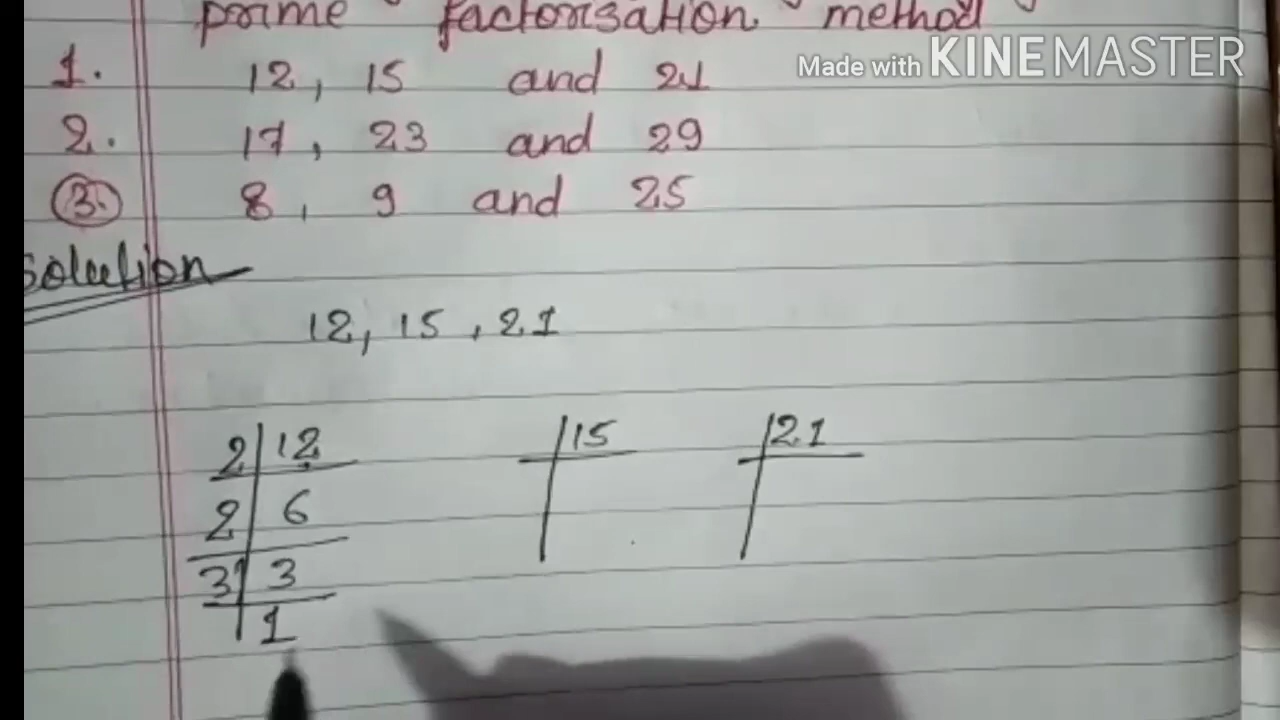 prime factorisation method
Made with KINEMASTER
1. 12, 15 and 21
2. 17, 23 and 29
3. 8, 9 and 25
Solution
12, 15, 21
2 12 15 21
2 6
3 3
1